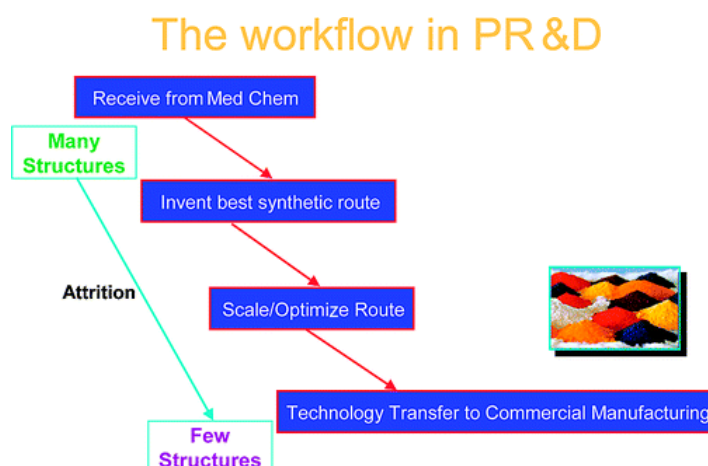 The workflow in PR&D
Receive from Med Chem
Many
Structures
Invent best synthetic route
Attrition
Scale/Optimize Route
Technology Transfer to Commercial Manufacturing
Few
Structures